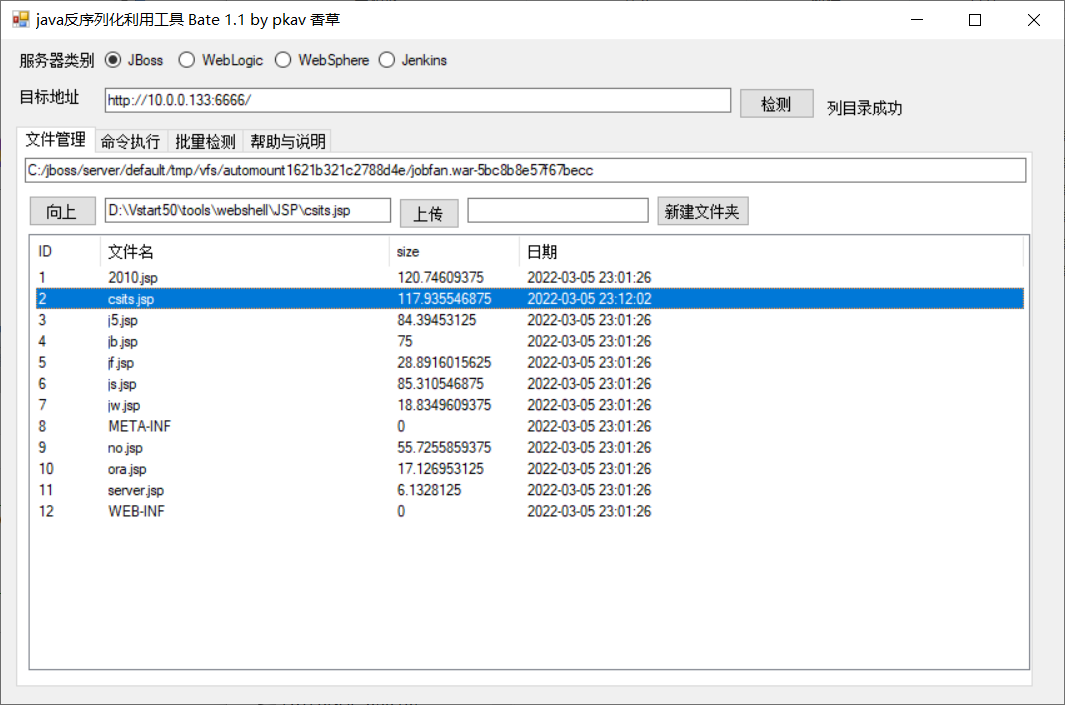 java反序列化利用工具 Bate 1.1 by pkav 香草
服务器类别 JBoss WebLogic WebSphere Jenkins
目标地址 http://10.0.0.133:6666/ 检测 列目录成功
文件管理 命令执行 批量检测 帮助与说明
C:/jboss/server/default/tmp/vfs/automount1621b321c2788d4e/jobfan.war-5bc8b8e57f67becc
向上 D:\Vstart50\tools\webshell\JSP\csits.jsp 上传 新建文件夹
ID 文件名 size 日期
1 2010.jsp 120.74609375 2022-03-05 23:01:26
2 csits.jsp 117.935546875 2022-03-05 23:12:02
3 j5.jsp 84.39453125 2022-03-05 23:01:26
4 jb.jsp 75 2022-03-05 23:01:26
5 jf.jsp 28.8916015625 2022-03-05 23:01:26
6 js.jsp 85.310546875 2022-03-05 23:01:26
7 jw.jsp 18.8349609375 2022-03-05 23:01:26
8 META-INF 0 2022-03-05 23:01:26
9 no.jsp 55.7255859375 2022-03-05 23:01:26
10 ora.jsp 17.126953125 2022-03-05 23:01:26
11 server.jsp 6.1328125 2022-03-05 23:01:26
12 WEB-INF 0 2022-03-05 23:01:26